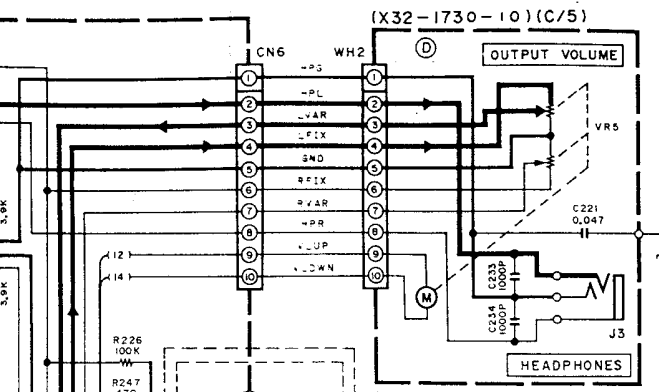 (X32-1730-10)(C/5)
CN6
WH2
D
OUTPUT VOLUME
1 HPG 1
2 HPL 2
3 LVAR 3
4 LFIX 4
5 GND 5
6 RFIX 6
7 RVAR 7
8 HPR 8
9 VLUP 9
10 VLDWN 10
VR5
3.9K
C221
0.047
12
14
3.9K
M
C233
1000P
C234
1000P
J3
R226
100K
R247
HEADPHONES